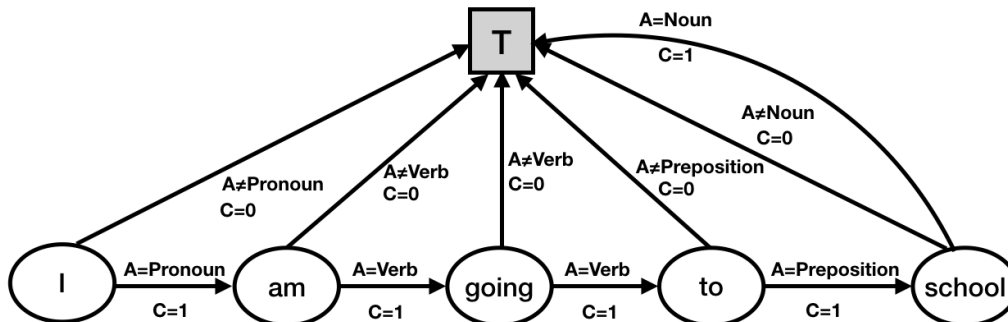 A=Noun
T
C=1
A≠Noun
C=0
A≠Pronoun
C=0
A≠Verb
C=0
A≠Verb
C=0
A≠Preposition
C=0
I
A=Pronoun
C=1
am
A=Verb
C=1
going
A=Verb
C=1
to
A=Preposition
C=1
school